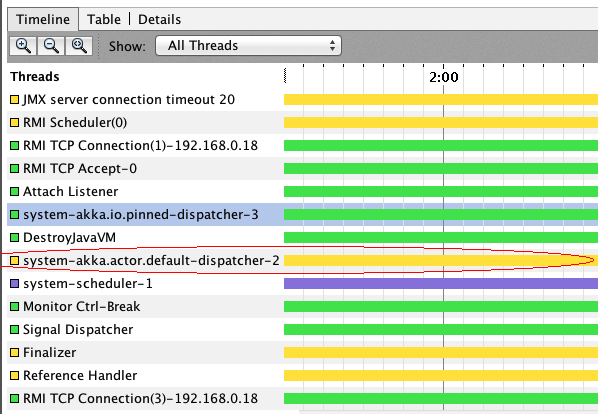 Timeline Table Details
Show: All Threads
Threads 2:00
JMX server connection timeout 20
RMI Scheduler(0)
RMI TCP Connection(1)-192.168.0.18
RMI TCP Accept-0
Attach Listener
system-akka.io.pinned-dispatcher-3
DestroyJavaVM
system-akka.actor.default-dispatcher-2
system-scheduler-1
Monitor Ctrl-Break
Signal Dispatcher
Finalizer
Reference Handler
RMI TCP Connection(3)-192.168.0.18